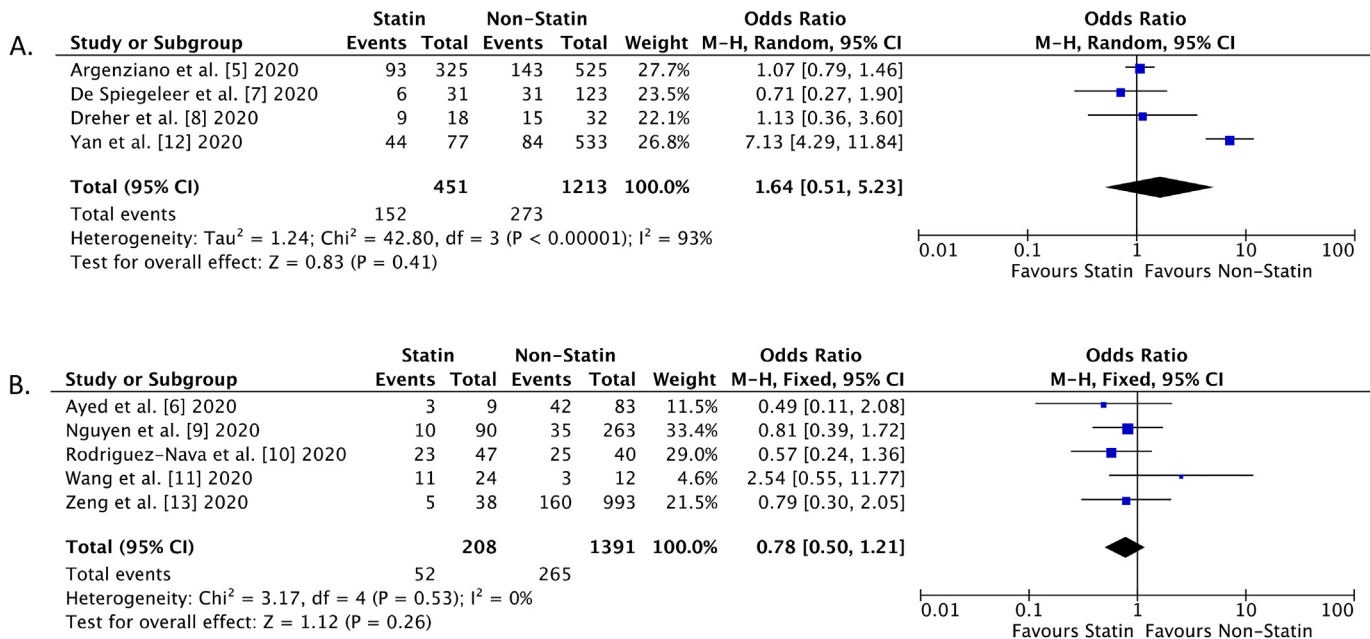 A.
Statin Non-Statin Odds Ratio Odds Ratio
Study or Subgroup Events Total Events Total Weight M-H, Random, 95% CI M-H, Random, 95% CI
Argenziano et al. [5] 2020 93 325 143 525 27.7% 1.07 [0.79, 1.46]
De Spiegeleer et al. [7] 2020 6 31 31 123 23.5% 0.71 [0.27, 1.90]
Dreher et al. [8] 2020 9 18 15 32 22.1% 1.13 [0.36, 3.60]
Yan et al. [12] 2020 44 77 84 533 26.8% 7.13 [4.29, 11.84]
Total (95% CI) 451 1213 100.0% 1.64 [0.51, 5.23]
Total events 152 273
Heterogeneity: Tau² = 1.24; Chi² = 42.80, df = 3 (P < 0.00001); I² = 93%
Test for overall effect: Z = 0.83 (P = 0.41)
0.01 0.1 1 10 100
Favours Statin Favours Non-Statin
B.
Statin Non-Statin Odds Ratio Odds Ratio
Study or Subgroup Events Total Events Total Weight M-H, Fixed, 95% CI M-H, Fixed, 95% CI
Ayed et al. [6] 2020 3 9 42 83 11.5% 0.49 [0.11, 2.08]
Nguyen et al. [9] 2020 10 90 35 263 33.4% 0.81 [0.39, 1.72]
Rodriguez-Nava et al. [10] 2020 23 47 25 40 29.0% 0.57 [0.24, 1.36]
Wang et al. [11] 2020 11 24 3 12 4.6% 2.54 [0.55, 11.77]
Zeng et al. [13] 2020 5 38 160 993 21.5% 0.79 [0.30, 2.05]
Total (95% CI) 208 1391 100.0% 0.78 [0.50, 1.21]
Total events 52 265
Heterogeneity: Chi² = 3.17, df = 4 (P = 0.53); I² = 0%
Test for overall effect: Z = 1.12 (P = 0.26)
0.01 0.1 1 10 100
Favours Statin Favours Non-Statin